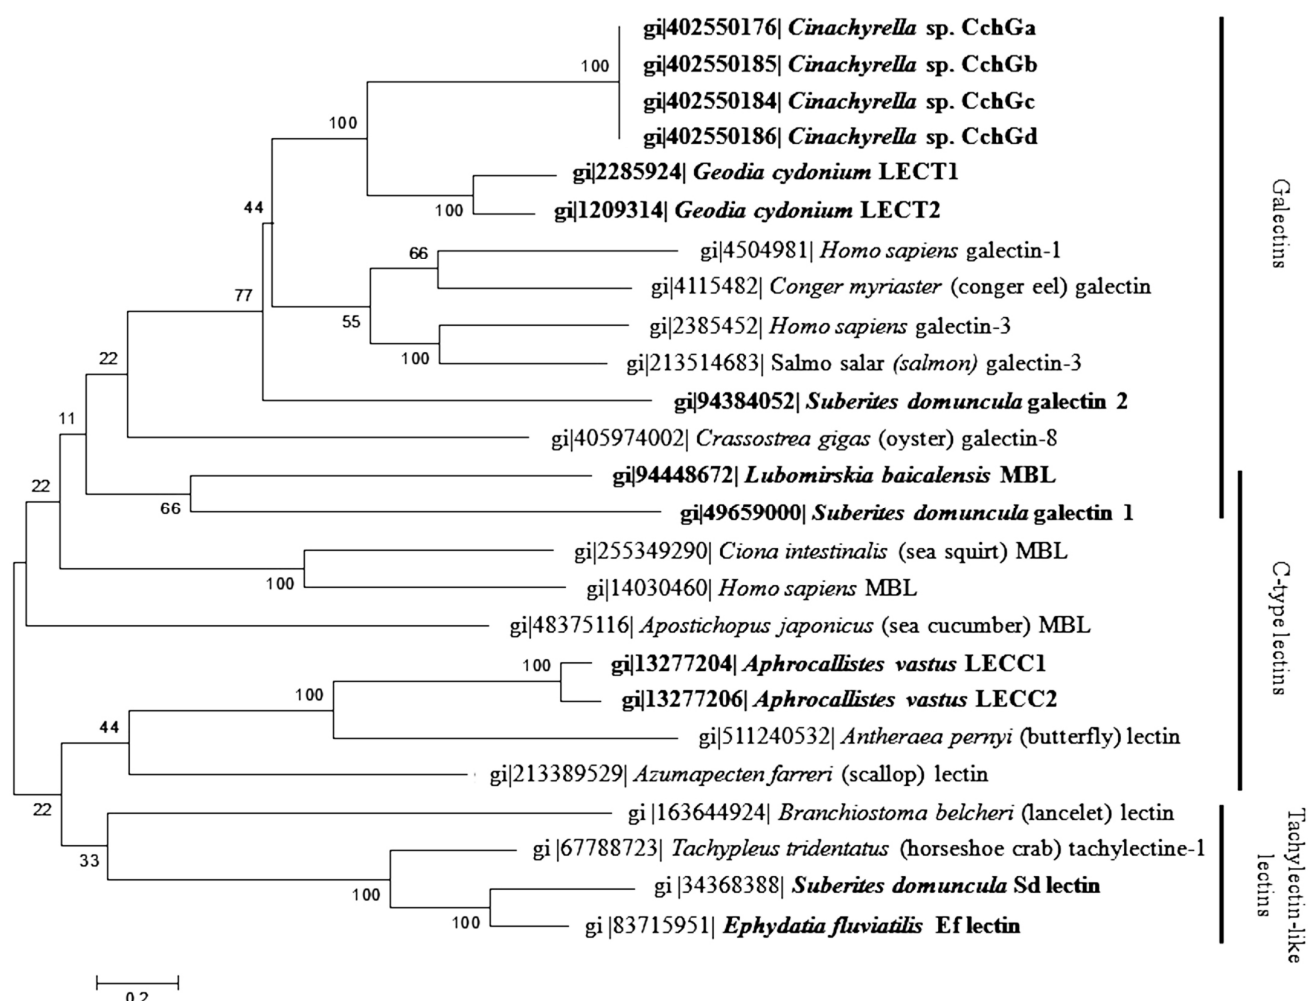 gi|402550176| Cinachyrella sp. CchGa
gi|402550185| Cinachyrella sp. CchGb
100
gi|402550184| Cinachyrella sp. CchGc
100
gi|402550186| Cinachyrella sp. CchGd
gi|2285924| Geodia cydonium LECT1
44
100
gi|1209314| Geodia cydonium LECT2
66
gi|4504981| Homo sapiens galectin-1
gi|4115482| Conger myriaster (conger eel) galectin
77
55
gi|2385452| Homo sapiens galectin-3
22
100
gi|213514683| Salmo salar (salmon) galectin-3
gi|94384052| Suberites domuncula galectin 2
11
gi|405974002| Crassostrea gigas (oyster) galectin-8
gi|94448672| Lubomirskia baicalensis MBL
22
66
gi|49659000| Suberites domuncula galectin 1
gi|255349290| Ciona intestinalis (sea squirt) MBL
100
gi|14030460| Homo sapiens MBL
gi|48375116| Apostichopus japonicus (sea cucumber) MBL
100
gi|13277204| Aphrocallistes vastus LECC1
100
gi|13277206| Aphrocallistes vastus LECC2
44
gi|511240532| Antheraea pernyi (butterfly) lectin
gi|213389529| Azumapecten farreri (scallop) lectin
22
gi |163644924| Branchiostoma belcheri (lancelet) lectin
33
gi |67788723| Tachypleus tridentatus (horseshoe crab) tachylectine-1
100
gi |34368388| Suberites domuncula Sd lectin
100
gi |83715951| Ephydatia fluviatilis Ef lectin
0.2
Galectins
C-type lectins
Tachylectin-like
lectins